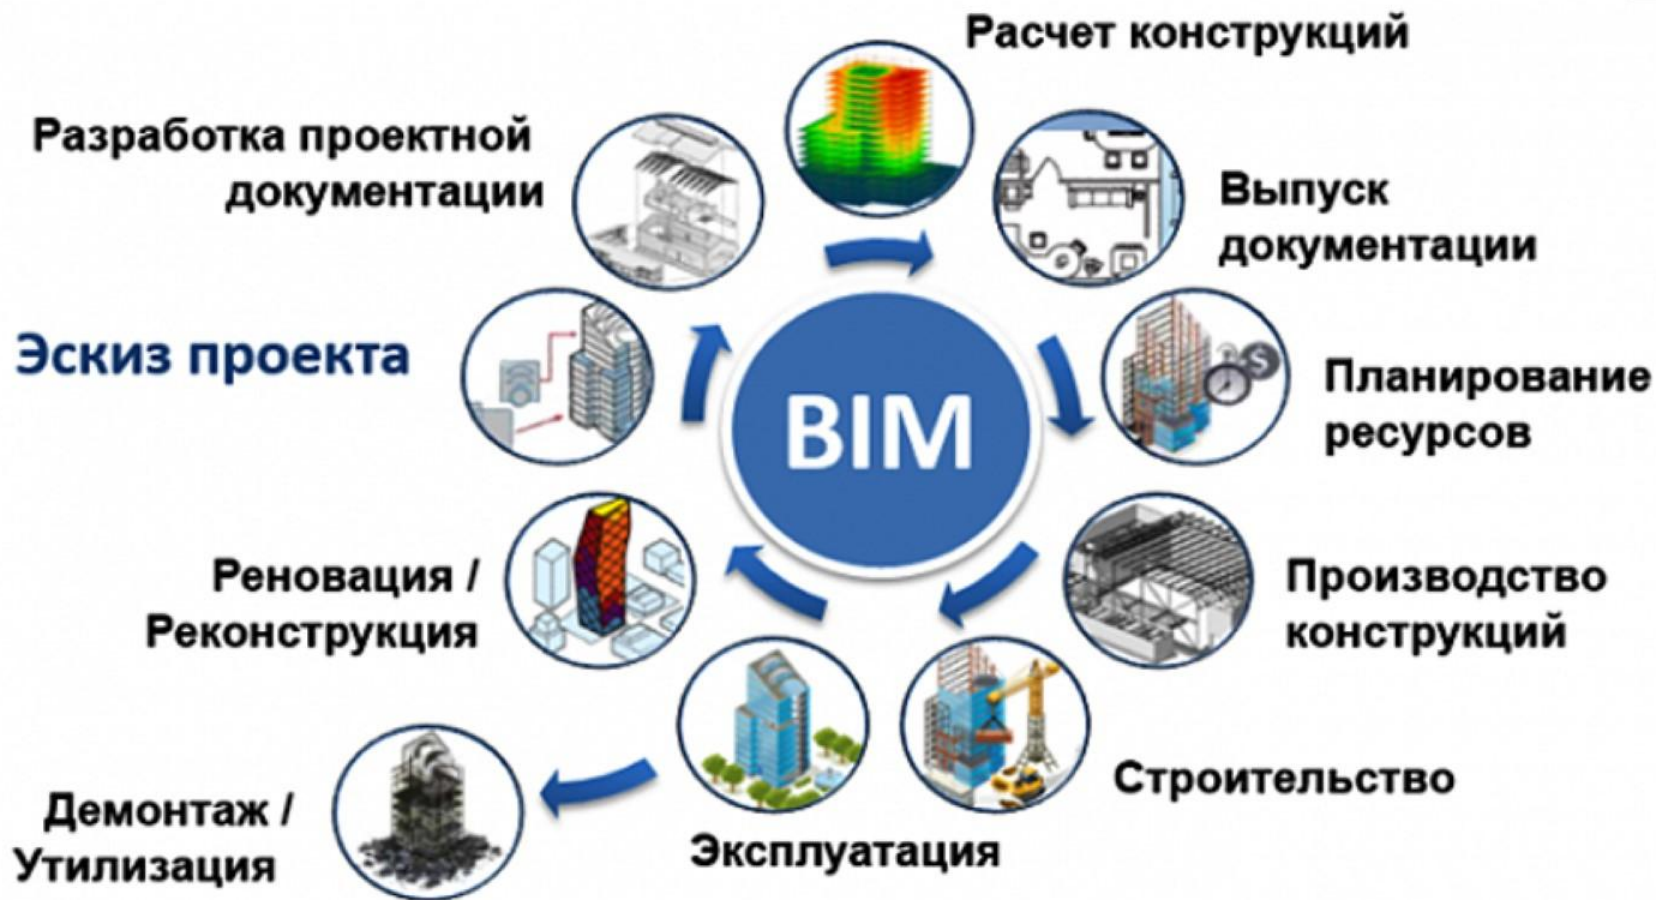 Расчет конструкций
Разработка проектной
документации
Выпуск
документации
Эскиз проекта
BIM
Планирование
ресурсов
Реновация /
Реконструкция
Производство
конструкций
Строительство
Демонтаж /
Утилизация
Эксплуатация